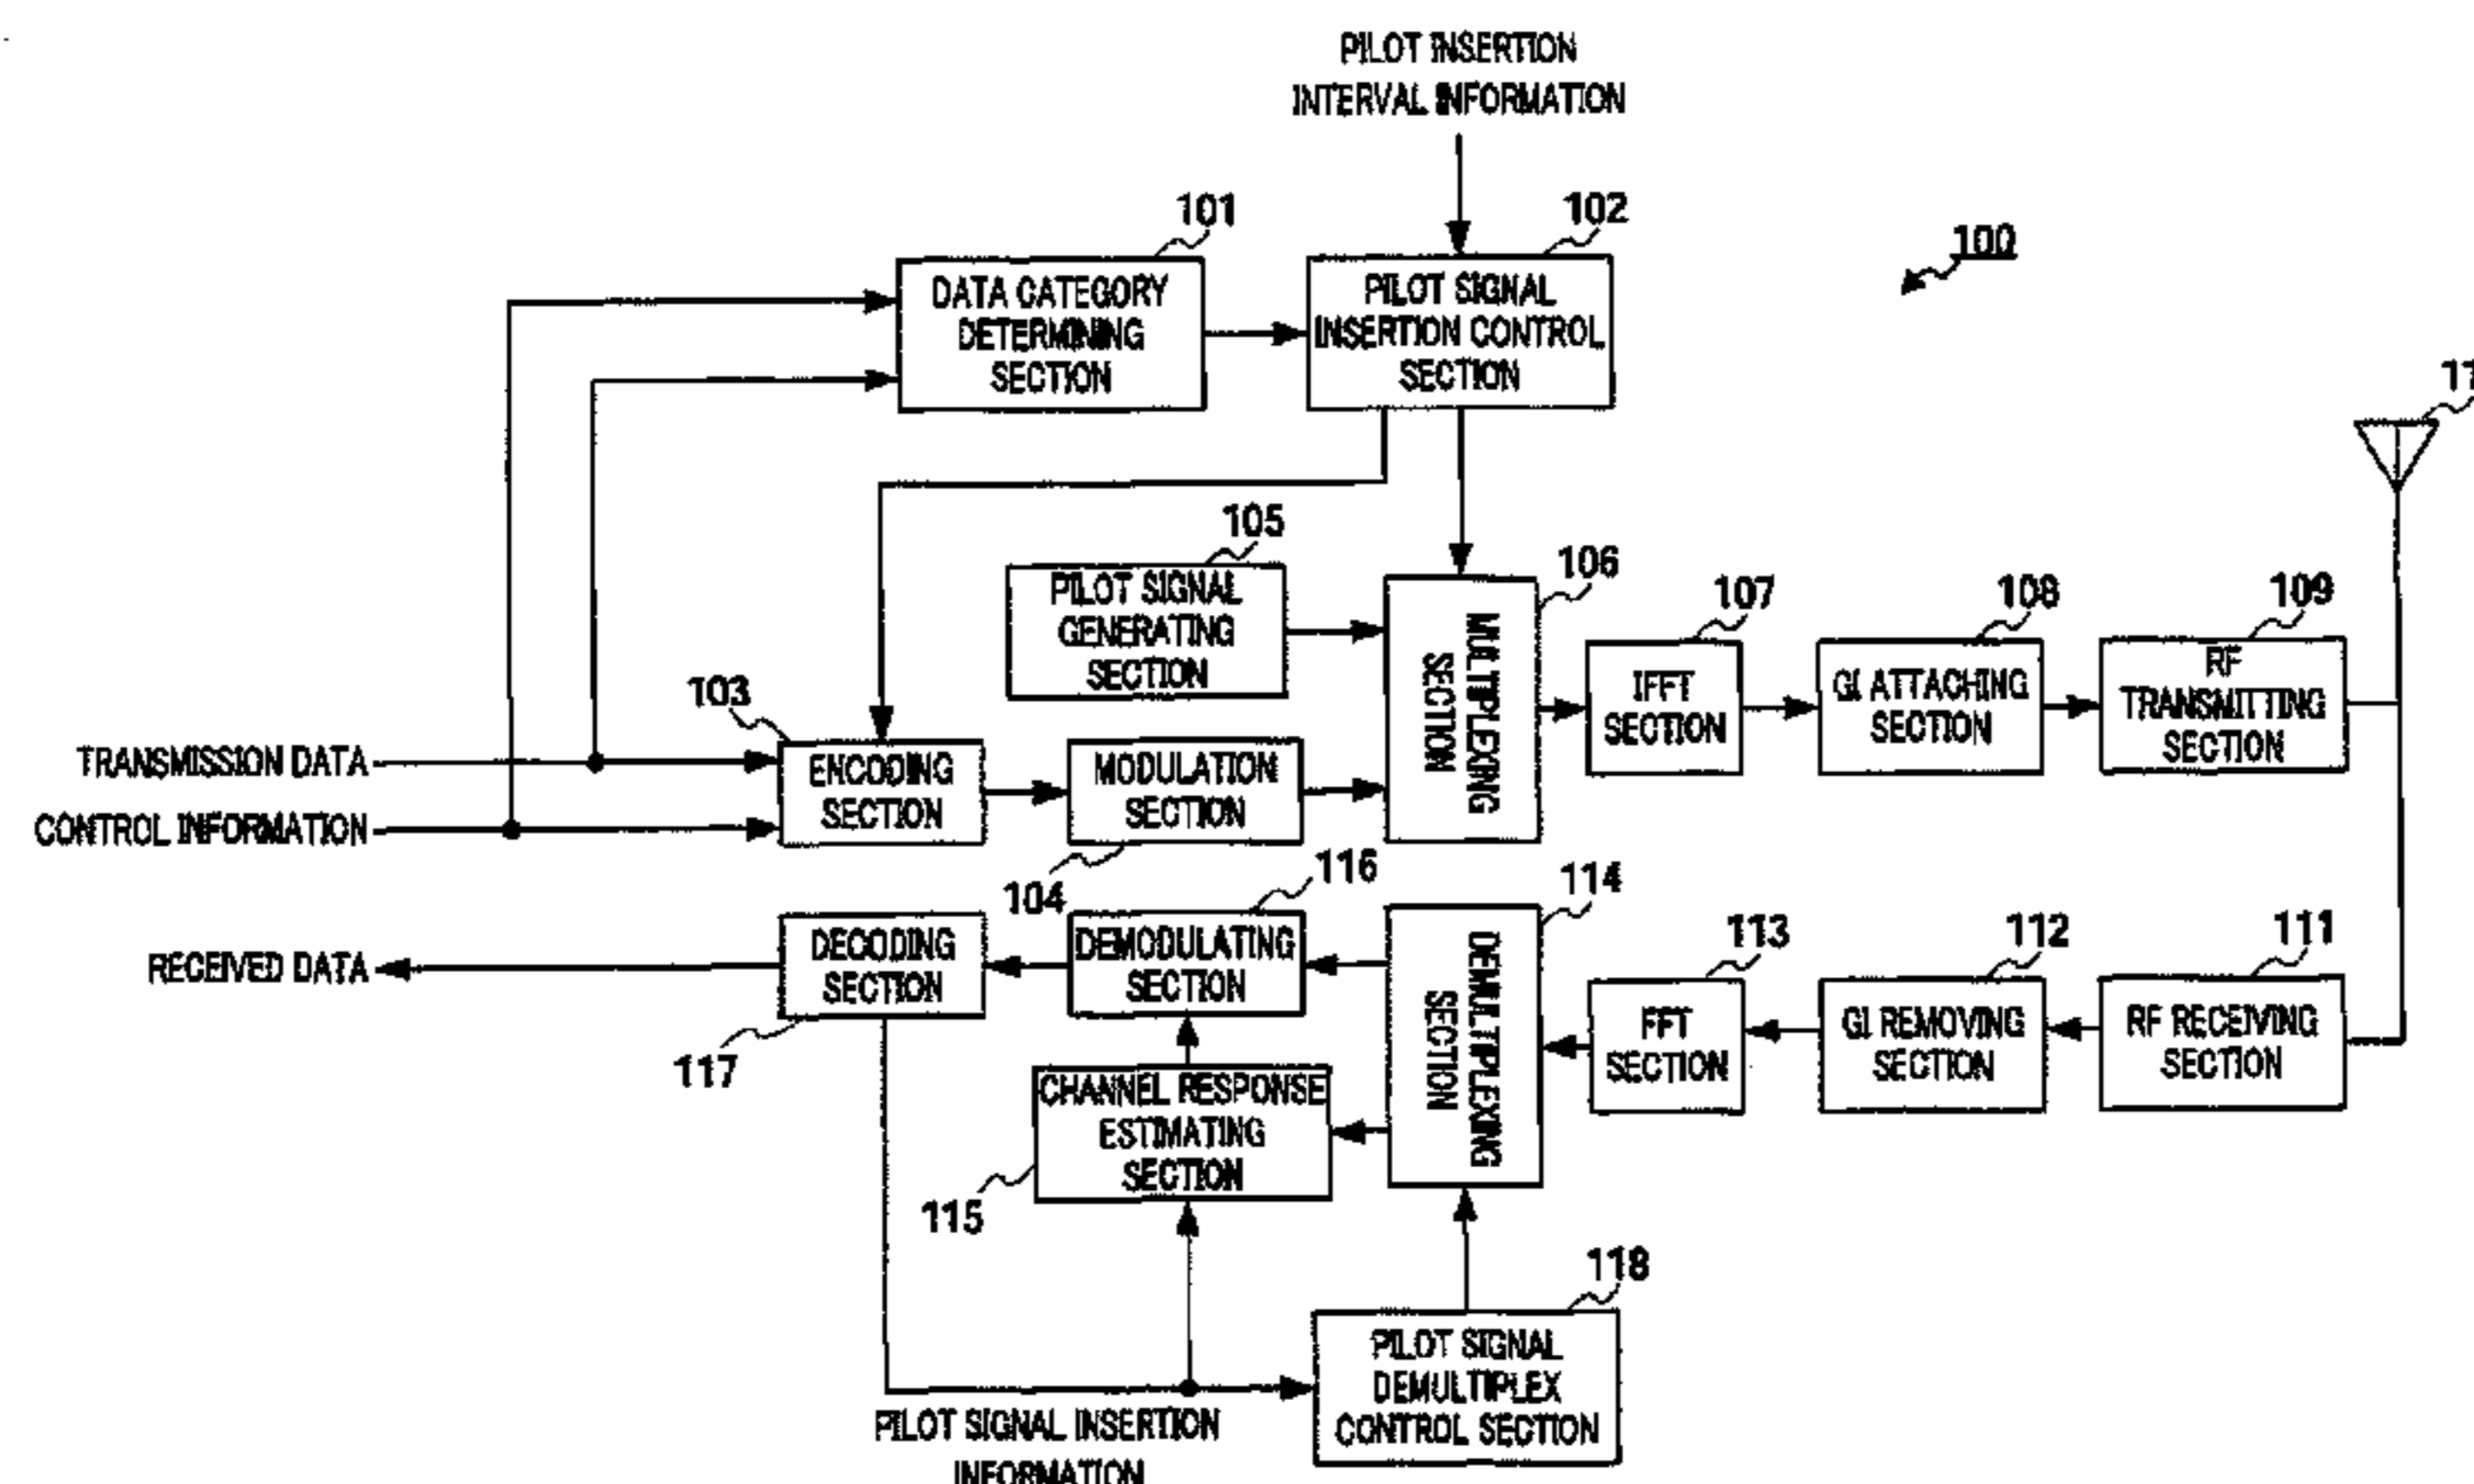 PILOT INSERTION
INTERVAL INFORMATION
101
102
100
DATA CATEGORY
DETERMINING
SECTION
PILOT SIGNAL
INSERTION CONTROL
SECTION
105
106
107
108
109
PILOT SIGNAL
GENERATING
SECTION
MULTIPLEXING
SECTION
IFFT
SECTION
GI ATTACHING
SECTION
RF
TRANSMITTING
SECTION
103
TRANSMISSION DATA
CONTROL INFORMATION
ENCODING
SECTION
MODULATION
SECTION
104
116
114
113
112
111
RECEIVED DATA
DECODING
SECTION
DEMODULATING
SECTION
DEMULTIPLEXING
SECTION
FFT
SECTION
GI REMOVING
SECTION
RF RECEIVING
SECTION
117
CHANNEL RESPONSE
ESTIMATING
SECTION
115
118
PILOT SIGNAL
DEMULTIPLEX
CONTROL SECTION
PILOT SIGNAL INSERTION
INFORMATION